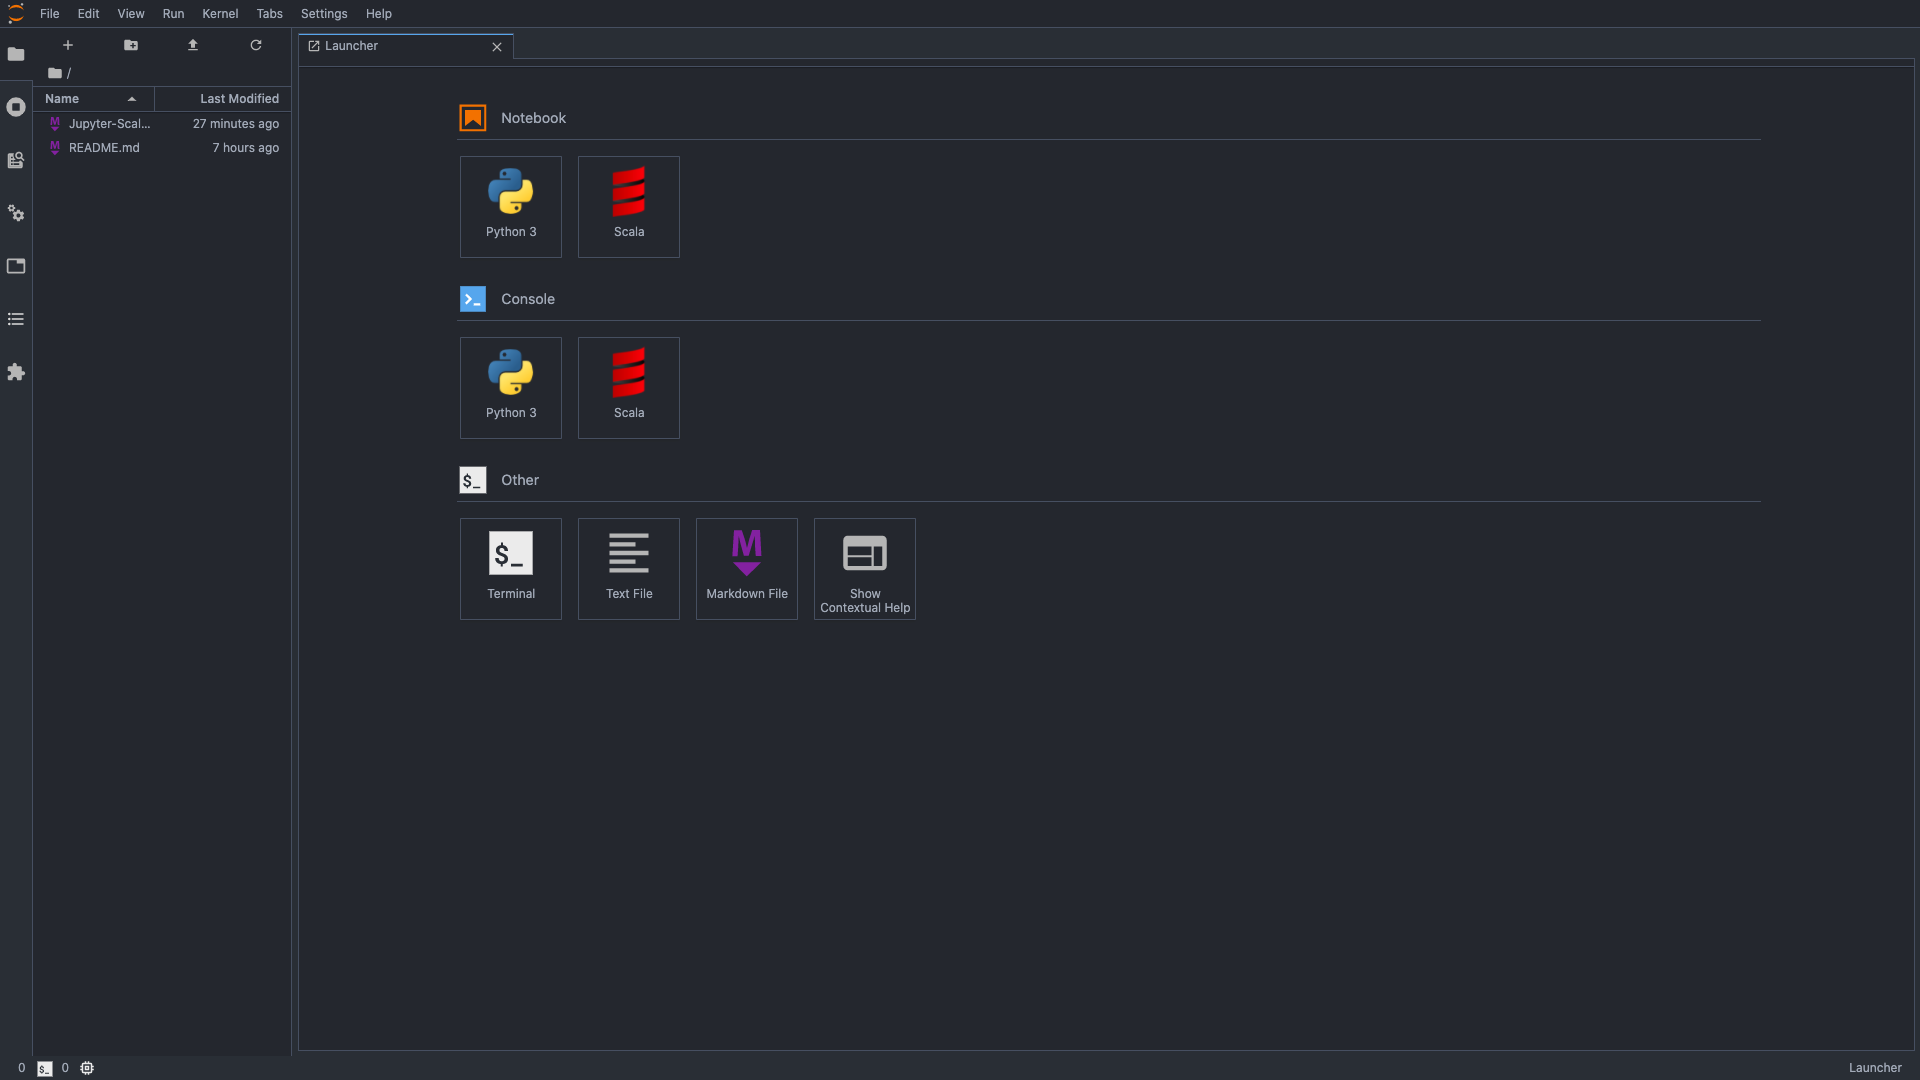 File Edit View Run Kernel Tabs Settings Help
Launcher
/
Name Last Modified
Jupyter-Scal... 27 minutes ago
README.md 7 hours ago
Notebook
Python 3 Scala
Console
Python 3 Scala
$_ Other
$_ M
Terminal Text File Markdown File Show
Contextual Help
0 $_ 0 Launcher